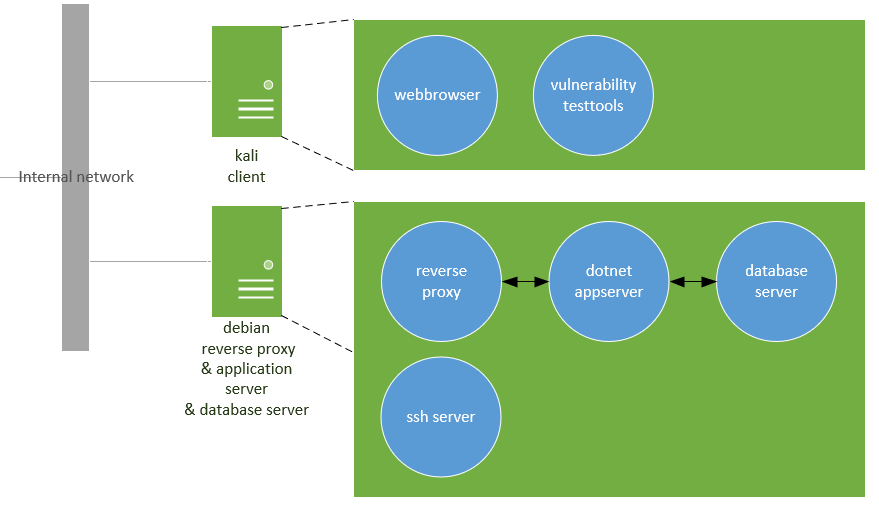 webbrowser
vulnerability
testtools
kali
client
Internal network
reverse
proxy
dotnet
appserver
database
server
debian
reverse proxy
& application
server
& database server
ssh server